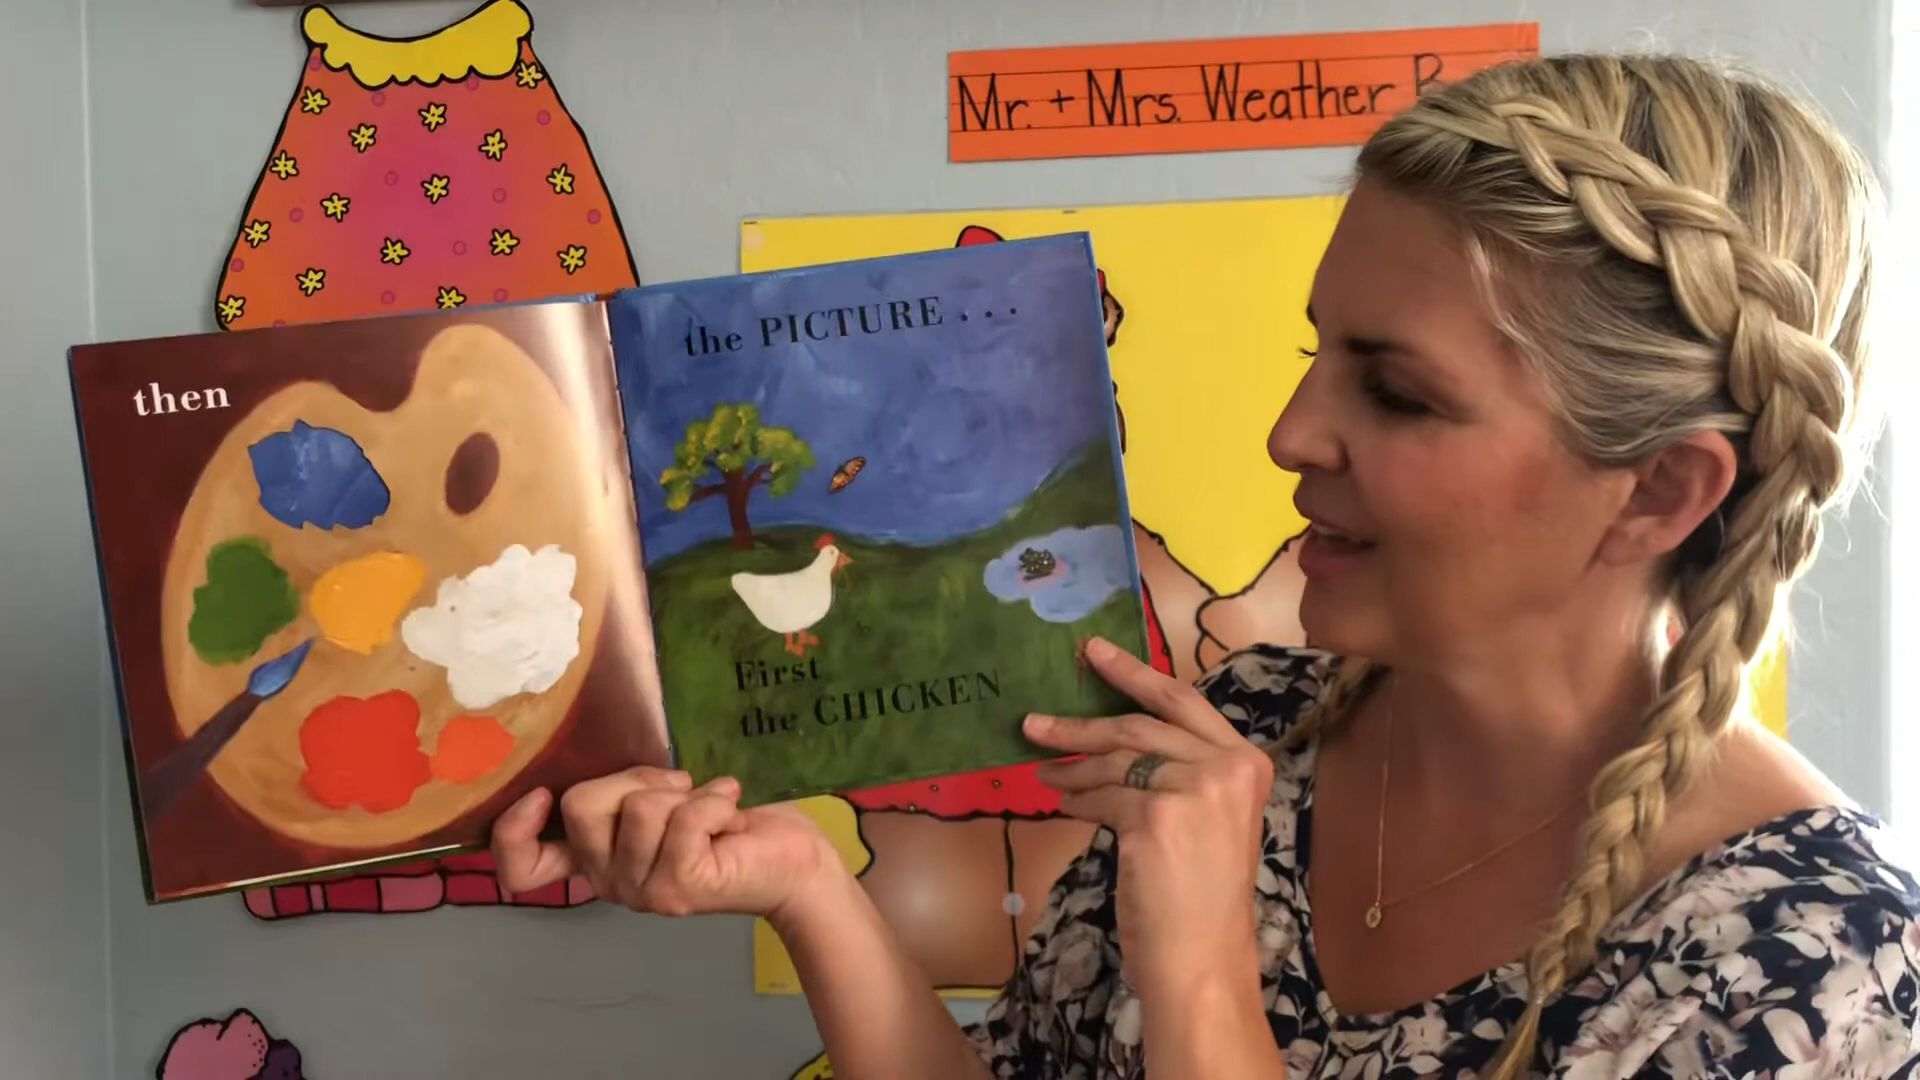 Mr. + Mrs. Weather
then
the PICTURE . . .
First
the CHICKEN